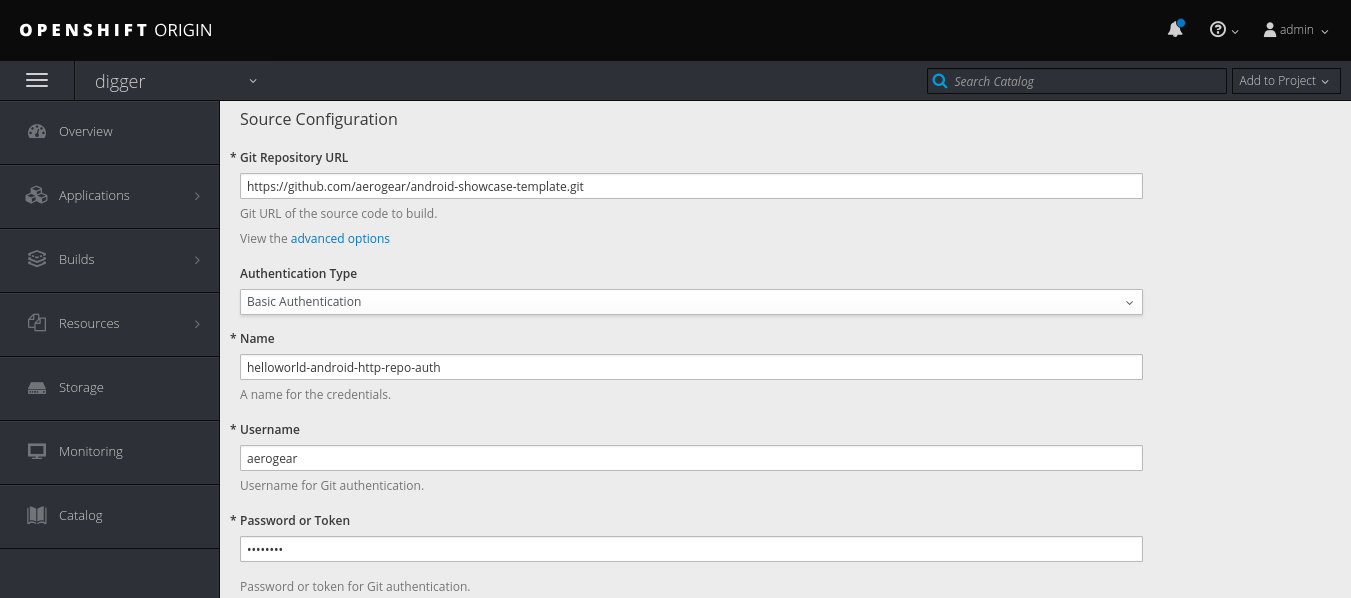 OPENSHIFT ORIGIN
admin
digger
Search Catalog
Add to Project
Overview
Applications
Builds
Resources
Storage
Monitoring
Catalog
Source Configuration
* Git Repository URL
https://github.com/aerogear/android-showcase-template.git
Git URL of the source code to build.
View the advanced options
Authentication Type
Basic Authentication
* Name
helloworld-android-http-repo-auth
A name for the credentials.
* Username
aerogear
Username for Git authentication.
* Password or Token
••••••••
Password or token for Git authentication.